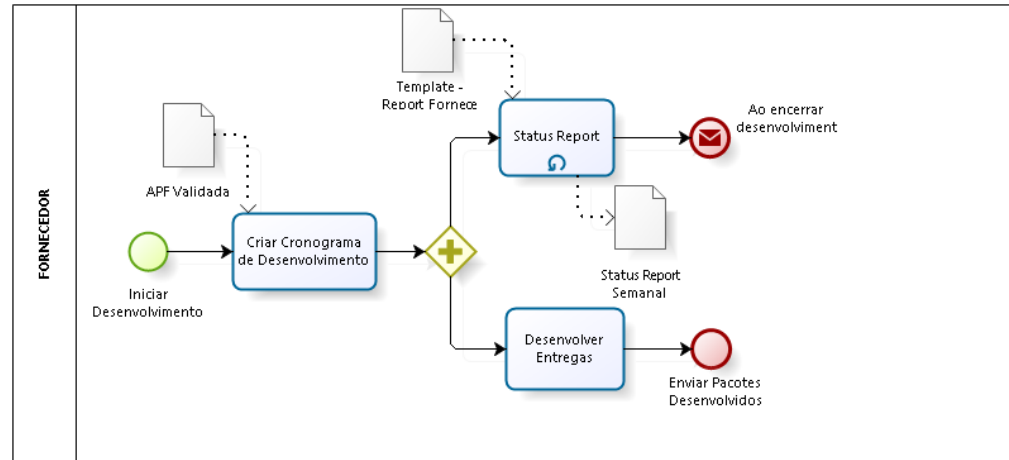 FORNECEDOR
Template -
Report Fornece
Status Report
Ao encerrar
desenvolviment
APF Validada
Criar Cronograma
de Desenvolvimento
Iniciar
Desenvolvimento
Status Report
Semanal
Desenvolver
Entregas
Enviar Pacotes
Desenvolvidos